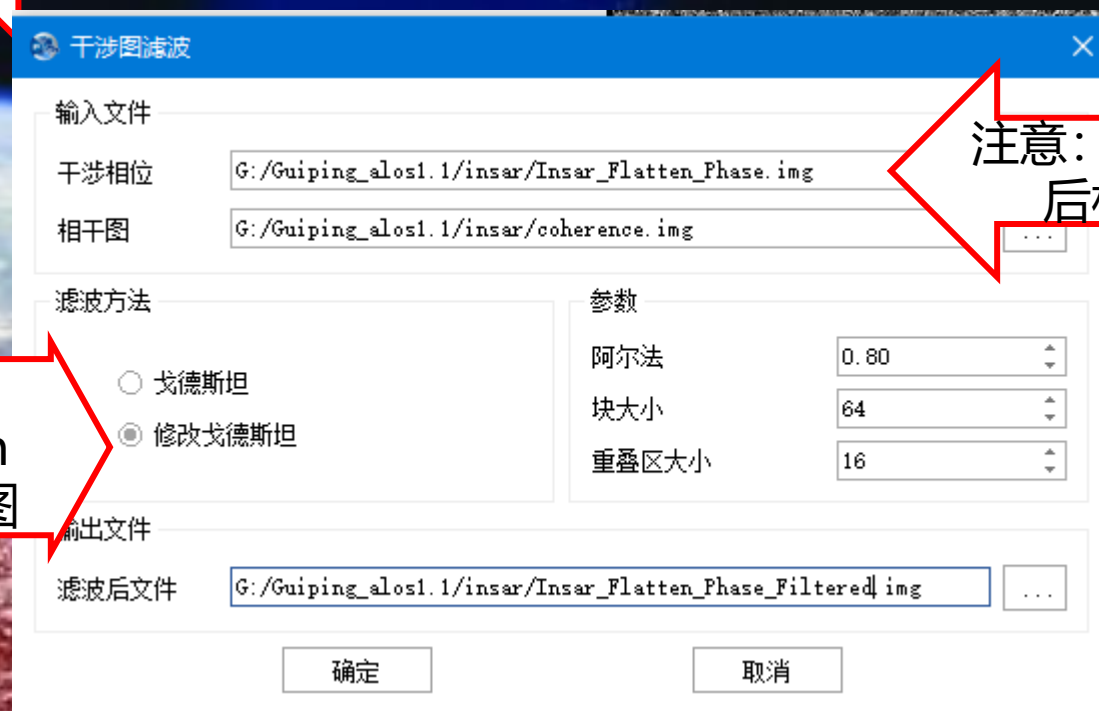 干涉图滤波
输入文件
干涉相位 G:/Guiping_alos1.1/insar/Insar_Flatten_Phase.img
注意：
后
相干图 G:/Guiping_alos1.1/insar/coherence.img ...
滤波方法
参数
戈德斯坦
修改戈德斯坦
阿尔法 0.80
块大小 64
重叠区大小 16
n
图
输出文件
滤波后文件 G:/Guiping_alos1.1/insar/Insar_Flatten_Phase_Filtered.img ...
确定 取消